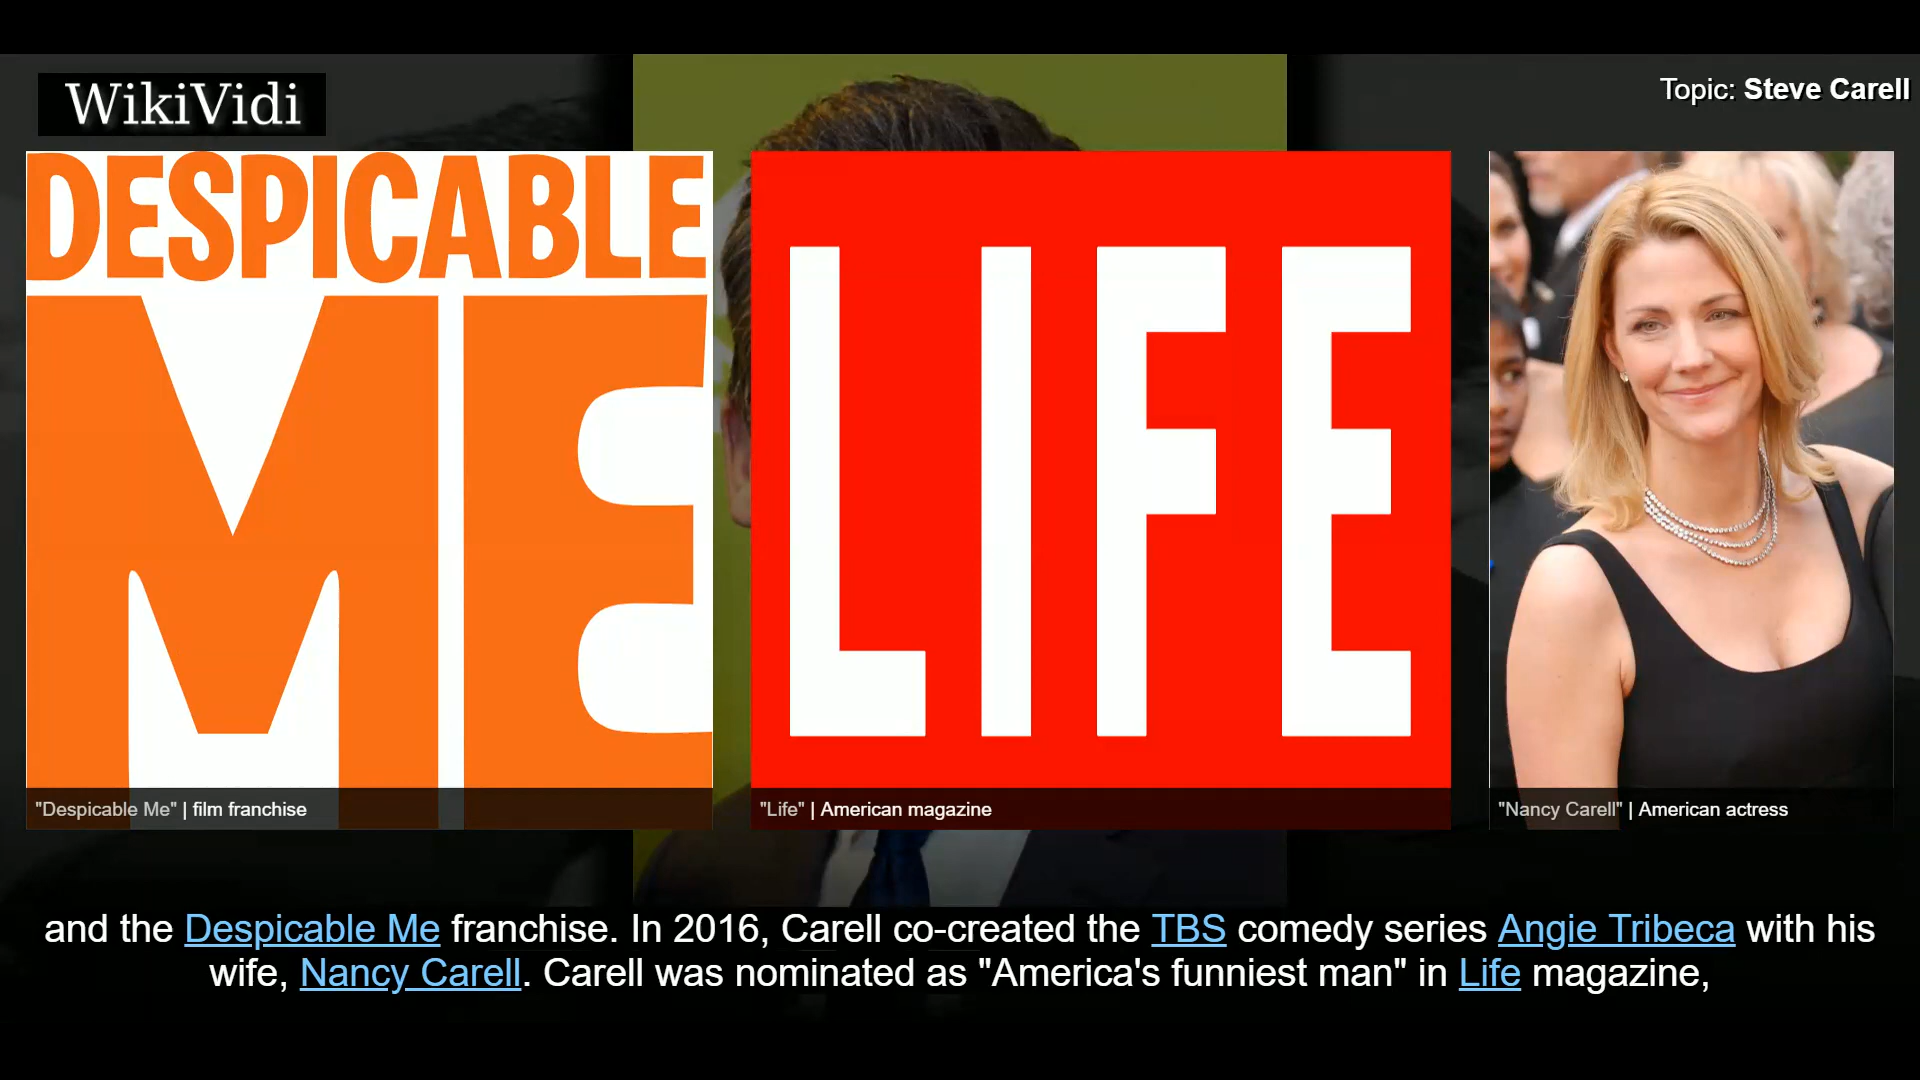 WikiVidi
Topic: Steve Carell
DESPICABLE
ME
LIFE
"Despicable Me" | film franchise
"Life" | American magazine
"Nancy Carell" | American actress
and the Despicable Me franchise. In 2016, Carell co-created the TBS comedy series Angie Tribeca with his
wife, Nancy Carell. Carell was nominated as "America's funniest man" in Life magazine,